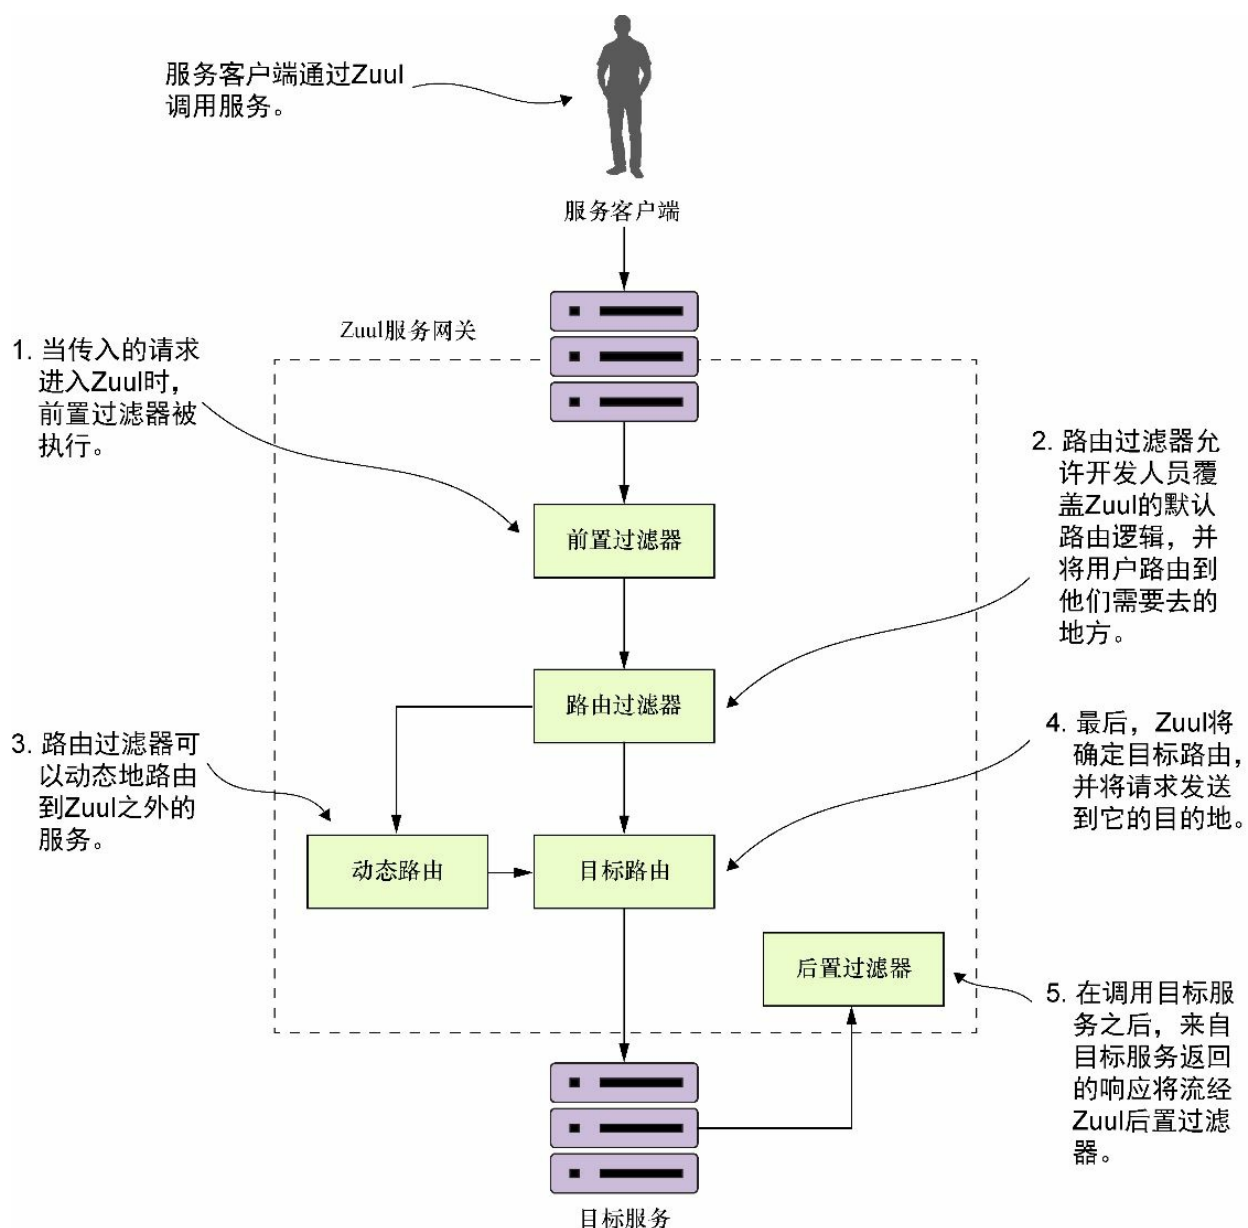 服务客户端通过Zuul
调用服务。
服务客户端
Zuul服务网关
1. 当传入的请求
进入Zuul时，
前置过滤器被
执行。
前置过滤器
2. 路由过滤器允
许开发人员覆
盖Zuul的默认
路由逻辑，并
将用户路由到
他们需要去的
地方。
路由过滤器
3. 路由过滤器可
以动态地路由
到Zuul之外的
服务。
4. 最后，Zuul将
确定目标路由，
并将请求发送
到它的目的地。
动态路由
目标路由
后置过滤器
5. 在调用目标服
务之后，来自
目标服务返回
的响应将流经
Zuul后置过滤
器。
目标服务